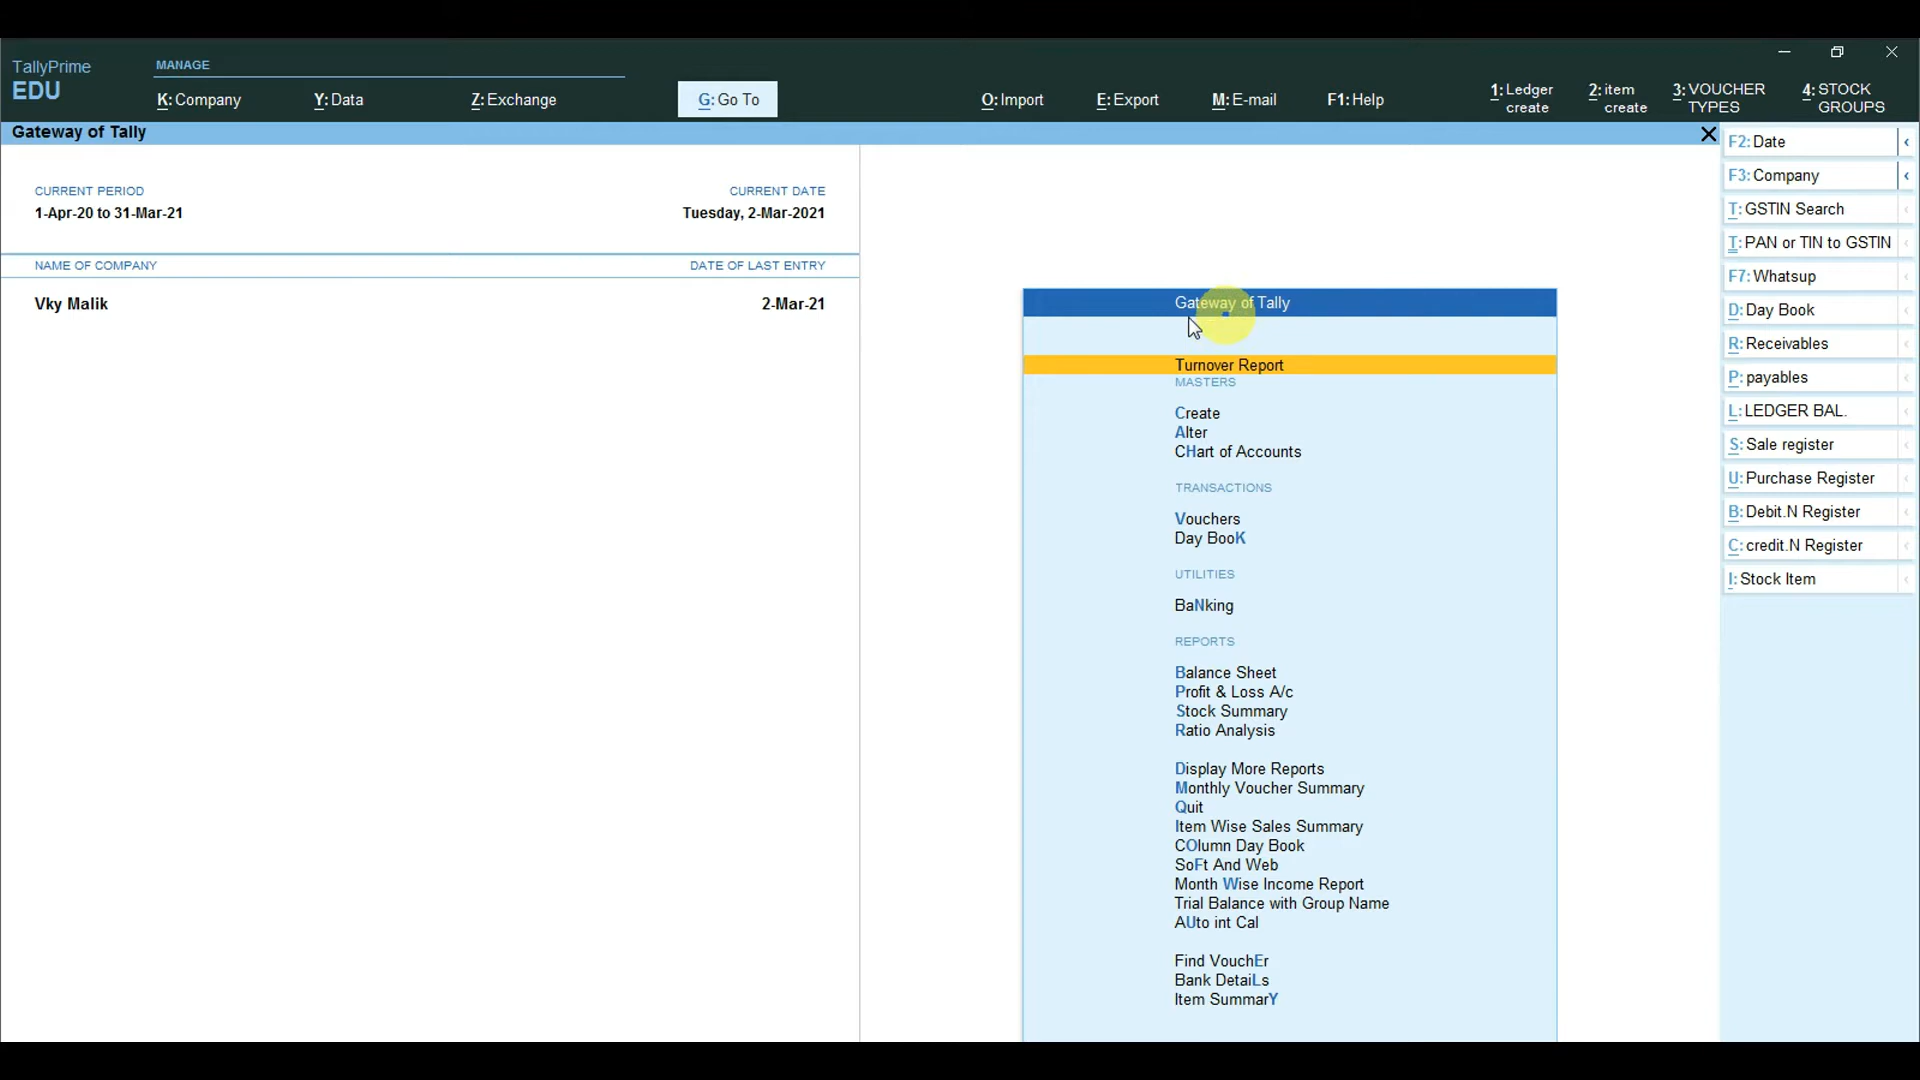 TallyPrime
EDU
MANAGE
K: Company
Y: Data
Z: Exchange
G: Go To
O: Import
E: Export
M: E-mail
F1: Help
1: Ledger create
2: item create
3: VOUCHER TYPES
4: STOCK GROUPS
Gateway of Tally
CURRENT PERIOD
CURRENT DATE
1-Apr-20 to 31-Mar-21
Tuesday, 2-Mar-2021
NAME OF COMPANY
DATE OF LAST ENTRY
Vky Malik
2-Mar-21
Gateway of Tally
Turnover Report
MASTERS
Create
Alter
CHart of Accounts
TRANSACTIONS
Vouchers
Day BooK
UTILITIES
BaNking
REPORTS
Balance Sheet
Profit & Loss A/c
Stock Summary
Ratio Analysis
Display More Reports
Monthly Voucher Summary
Quit
Item Wise Sales Summary
COlumn Day Book
SoFt And Web
Month Wise Income Report
Trial Balance with Group Name
AUto int Cal
Find VouchEr
Bank DetaiLs
Item SummarY
F2: Date
F3: Company
T: GSTIN Search
T: PAN or TIN to GSTIN
F7: Whatsup
D: Day Book
R: Receivables
P: payables
L: LEDGER BAL.
S: Sale register
U: Purchase Register
B: Debit.N Register
C: credit.N Register
I: Stock Item